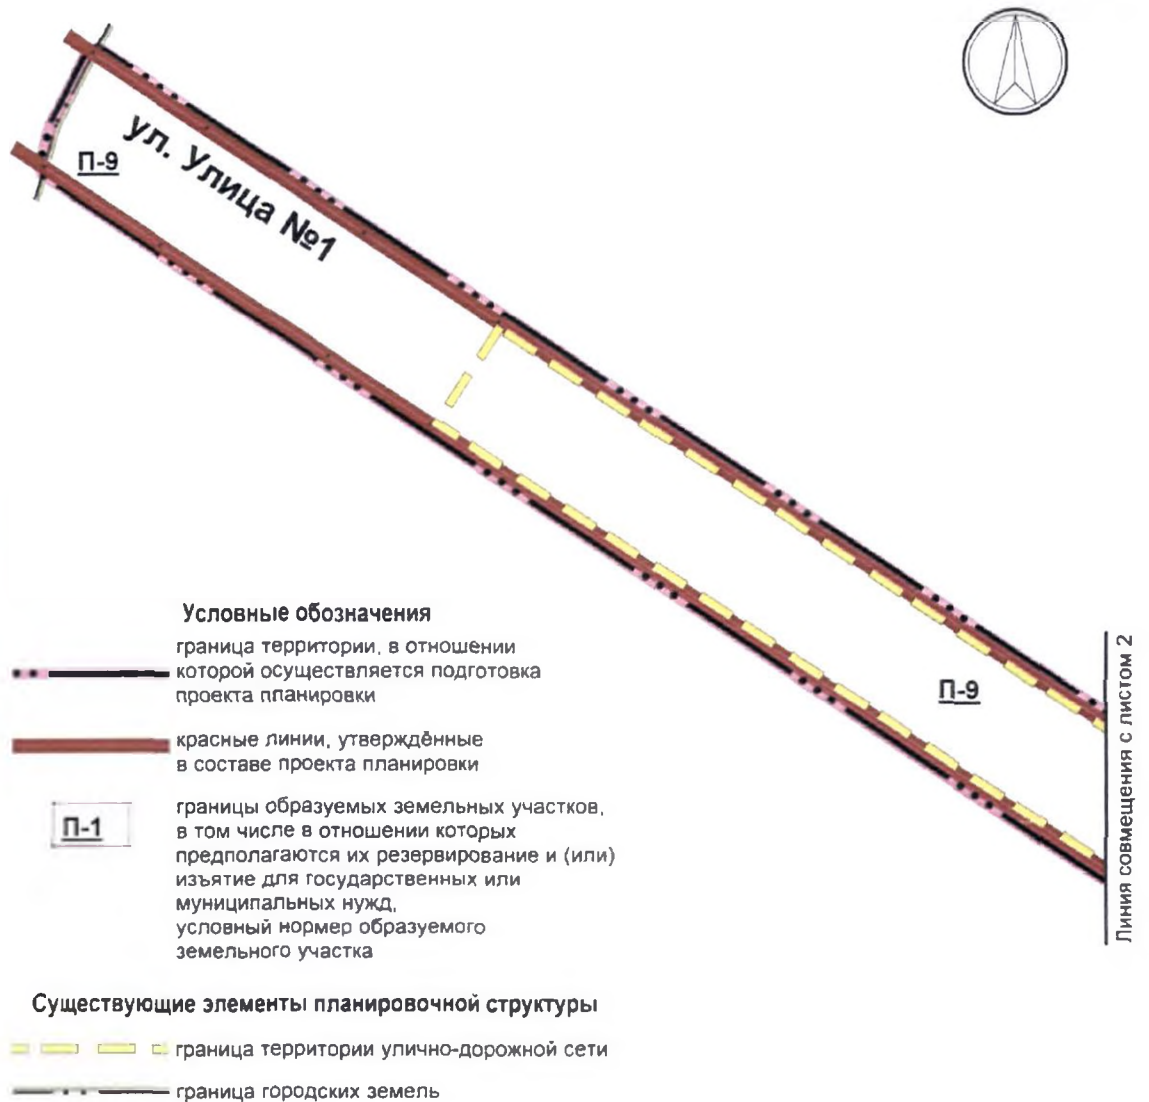 П-9
ул. Улица №1
П-9
Линия совмещения с листом 2
Условные обозначения
граница территории, в отношении
которой осуществляется подготовка
проекта планировки
красные линии, утверждённые
в составе проекта планировки
П-1
границы образуемых земельных участков,
в том числе в отношении которых
предполагаются их резервирование и (или)
изъятие для государственных или
муниципальных нужд,
условный нормер образуемого
земельного участка
Существующие элементы планировочной структуры
граница территории улично-дорожной сети
граница городских земель